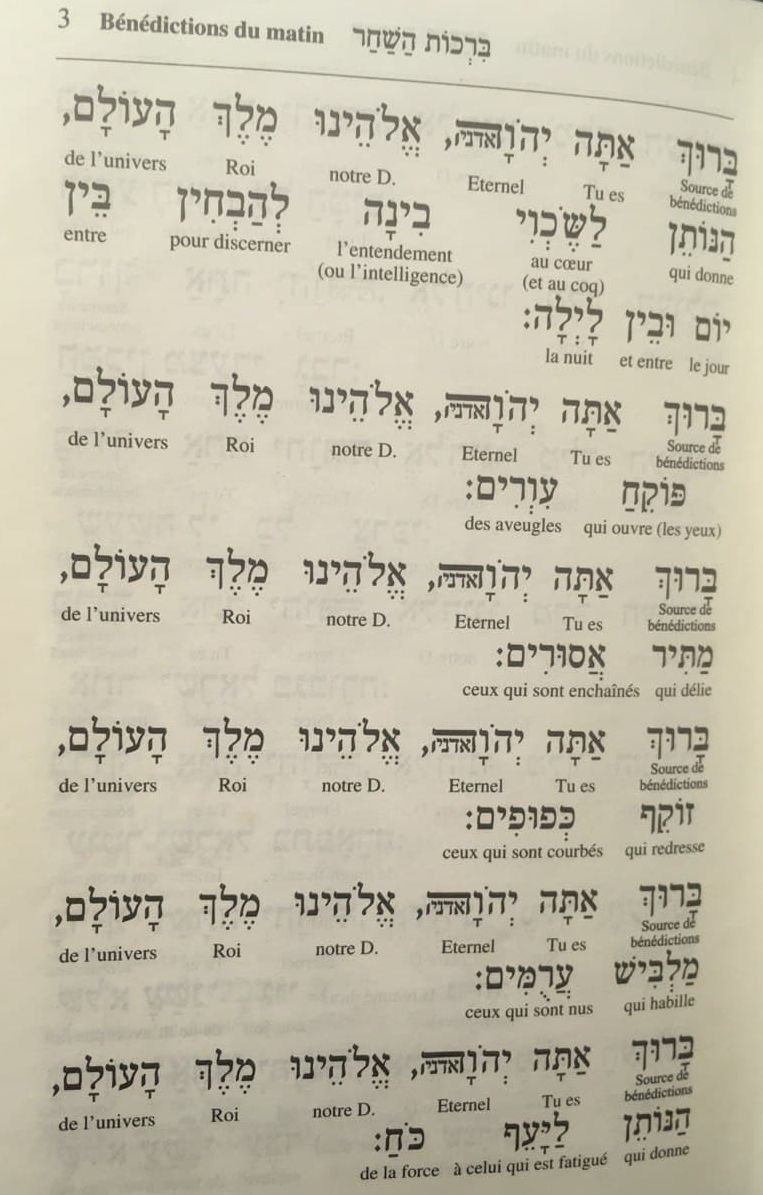 3 Bénédictions du matin בִּרְכוֹת הַשַּׁחַר
בָּרוּךְ אַתָּה יְהֹוָה אדני, אֱלֹהֵינוּ מֶלֶךְ הָעוֹלָם,
Source de bénédictions Tu es Eternel notre D. Roi de l'univers
הַנּוֹתֵן לַשֶּׂכְוִי בִינָה לְהַבְחִין בֵּין
qui donne au cœur (et au coq) l'entendement (ou l'intelligence) pour discerner entre
יוֹם וּבֵין לָיְלָה:
le jour et entre la nuit
בָּרוּךְ אַתָּה יְהֹוָה אדני, אֱלֹהֵינוּ מֶלֶךְ הָעוֹלָם,
Source de bénédictions Tu es Eternel notre D. Roi de l'univers
פּוֹקֵחַ עִוְרִים:
qui ouvre (les yeux) des aveugles
בָּרוּךְ אַתָּה יְהֹוָה אדני, אֱלֹהֵינוּ מֶלֶךְ הָעוֹלָם,
Source de bénédictions Tu es Eternel notre D. Roi de l'univers
מַתִּיר אֲסוּרִים:
qui délie ceux qui sont enchaînés
בָּרוּךְ אַתָּה יְהֹוָה אדני, אֱלֹהֵינוּ מֶלֶךְ הָעוֹלָם,
Source de bénédictions Tu es Eternel notre D. Roi de l'univers
זוֹקֵף כְּפוּפִים:
qui redresse ceux qui sont courbés
בָּרוּךְ אַתָּה יְהֹוָה אדני, אֱלֹהֵינוּ מֶלֶךְ הָעוֹלָם,
Source de bénédictions Tu es Eternel notre D. Roi de l'univers
מַלְבִּישׁ עֲרֻמִּים:
qui habille ceux qui sont nus
בָּרוּךְ אַתָּה יְהֹוָה אדני, אֱלֹהֵינוּ מֶלֶךְ הָעוֹלָם,
Source de bénédictions Tu es Eternel notre D. Roi de l'univers
הַנּוֹתֵן לַיָּעֵף כֹּחַ:
qui donne à celui qui est fatigué de la force